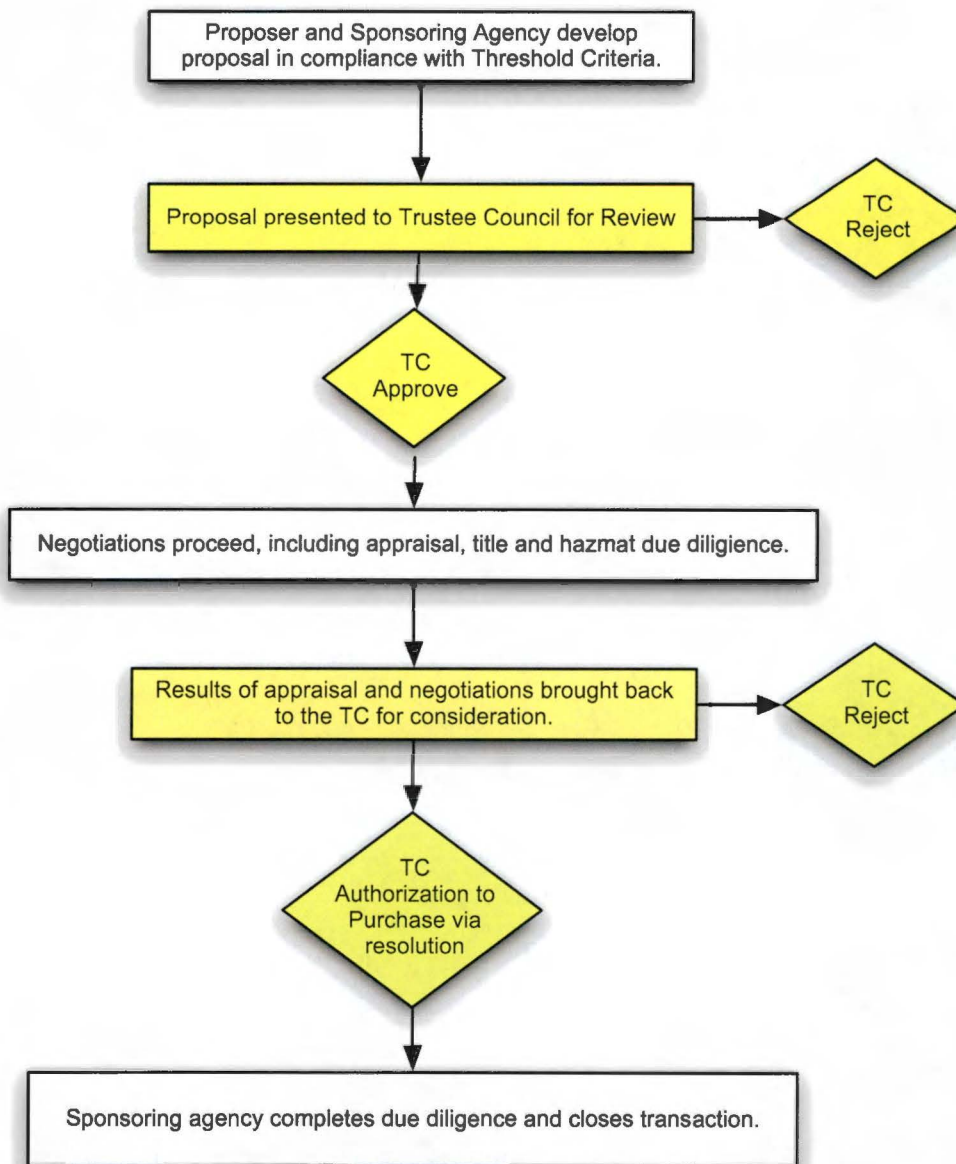 Proposer and Sponsoring Agency develop
proposal in compliance with Threshold Criteria.
Proposal presented to Trustee Council for Review
TC
Reject
TC
Approve
Negotiations proceed, including appraisal, title and hazmat due diligience.
Results of appraisal and negotiations brought back
to the TC for consideration.
TC
Reject
TC
Authorization to
Purchase via
resolution
Sponsoring agency completes due diligence and closes transaction.